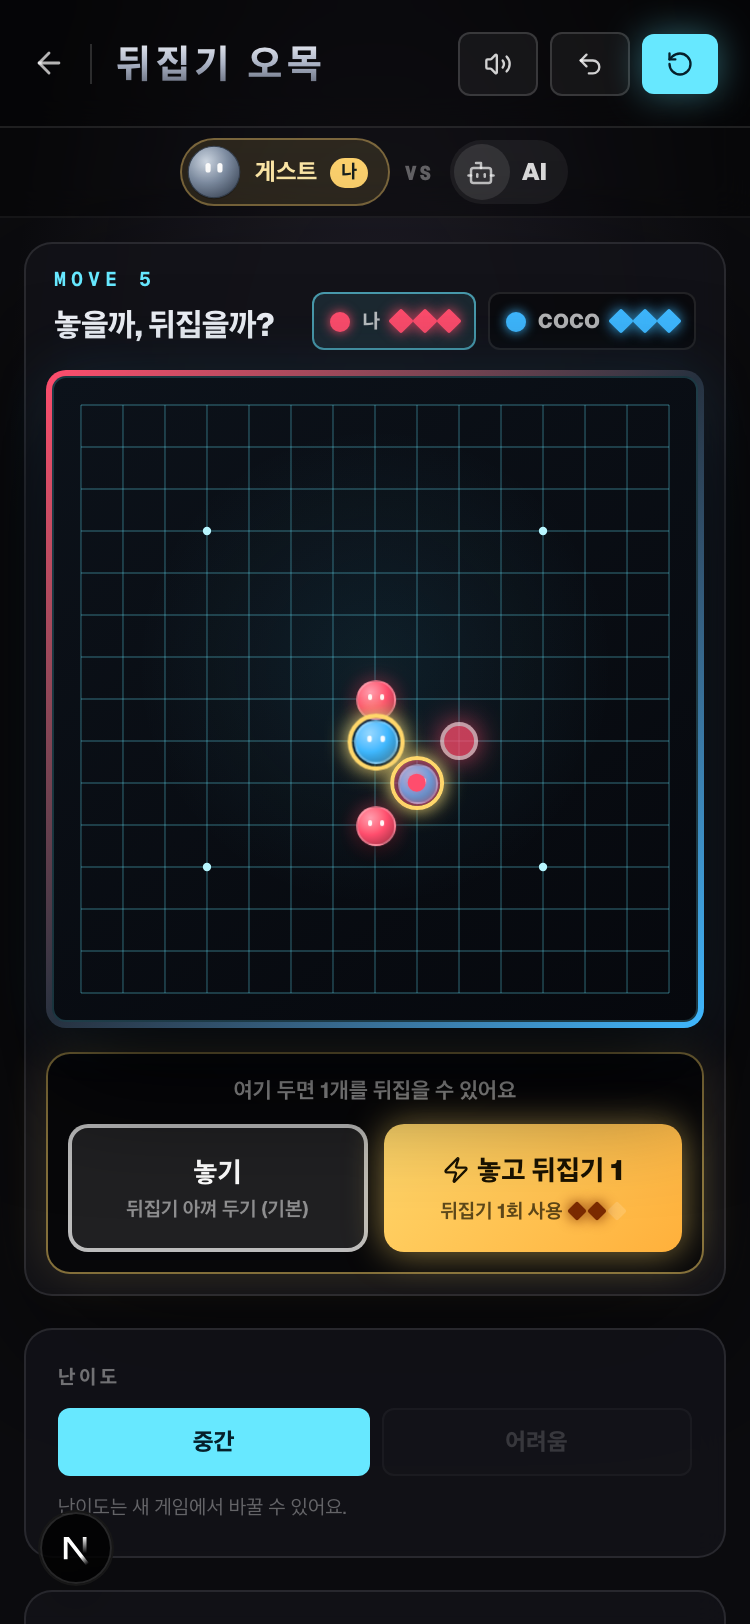 뒤집기 오목
게스트 나 VS AI
MOVE 5
놓을까, 뒤집을까?
나
COCO
여기 두면 1개를 뒤집을 수 있어요
놓기
뒤집기 아껴 두기 (기본)
놓고 뒤집기 1
뒤집기 1회 사용
난이도
중간
어려움
난이도는 새 게임에서 바꿀 수 있어요.
N